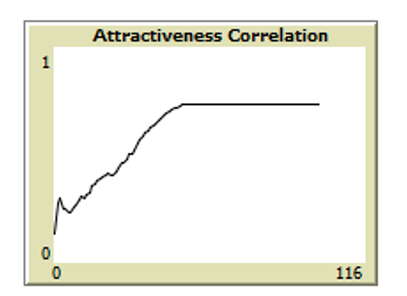 Attractiveness Correlation
1
0
0 116